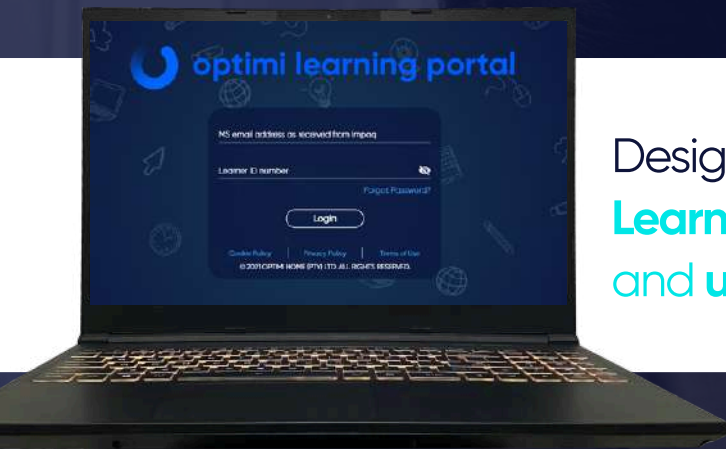 optimi learning portal
MS email address as received from Impaq
Learner ID number
Forgot Password?
Login
Cookie Policy | Privacy Policy | Terms of Use
© 2021 OPTIMI HOME (PTY) LTD. ALL RIGHTS RESERVED.
Desig
Learn
and u